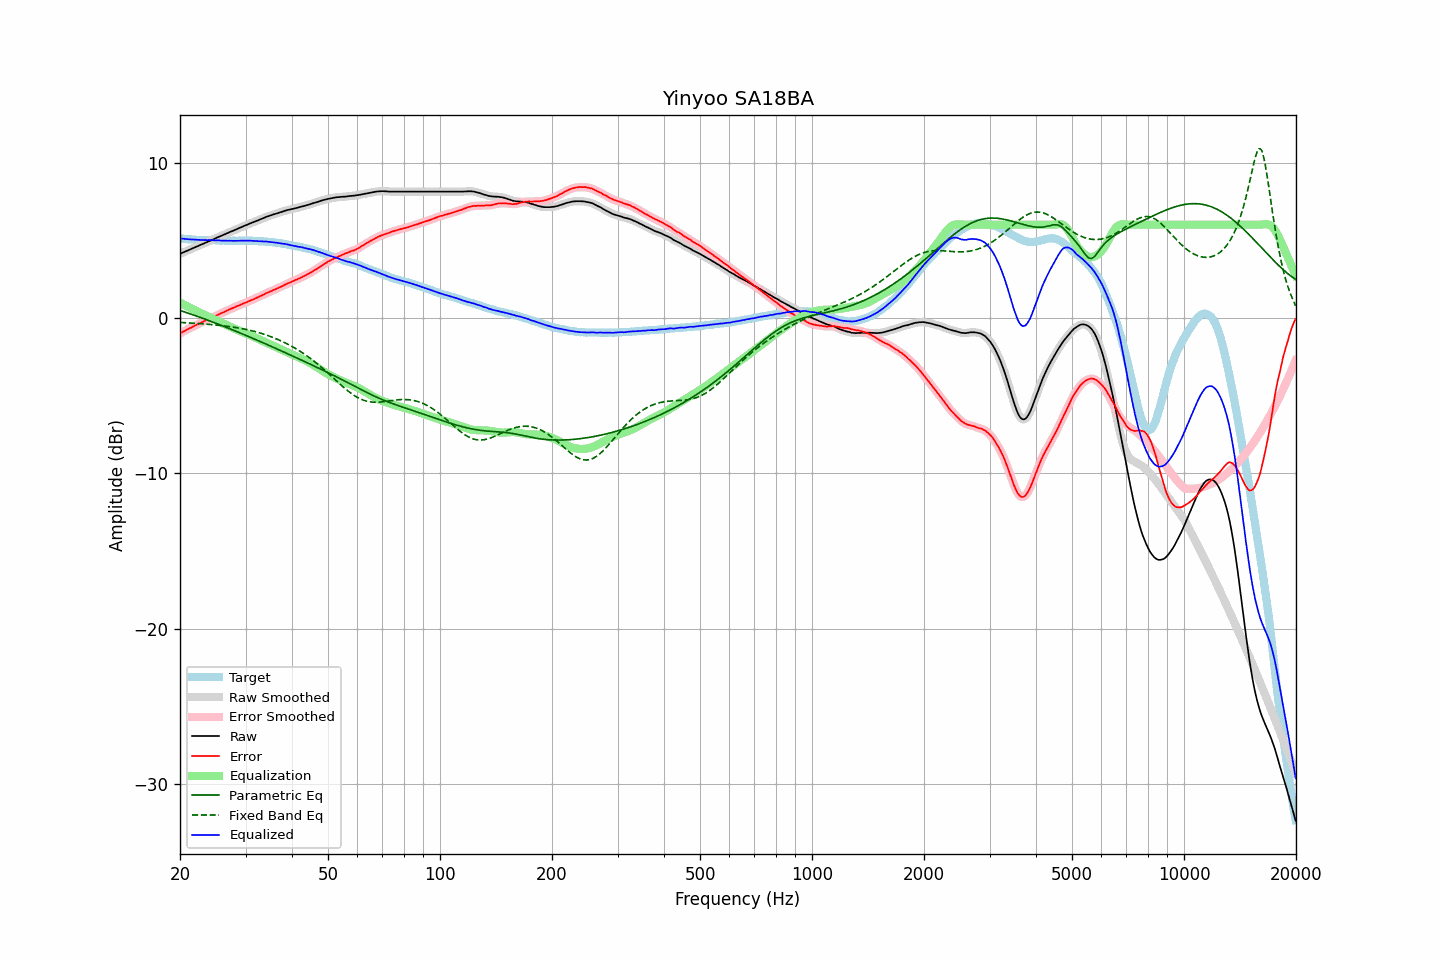 Yinyoo SA18BA
10
0
−10
−20
−30
Amplitude (dBr)
Target
Raw Smoothed
Error Smoothed
Raw
Error
Equalization
Parametric Eq
Fixed Band Eq
Equalized
20 50 100 200 500 1000 2000 5000 10000 20000
Frequency (Hz)